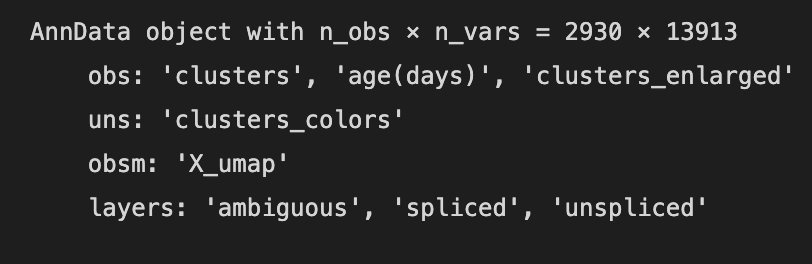 AnnData object with n_obs × n_vars = 2930 × 13913
    obs: 'clusters', 'age(days)', 'clusters_enlarged'
    uns: 'clusters_colors'
    obsm: 'X_umap'
    layers: 'ambiguous', 'spliced', 'unspliced'